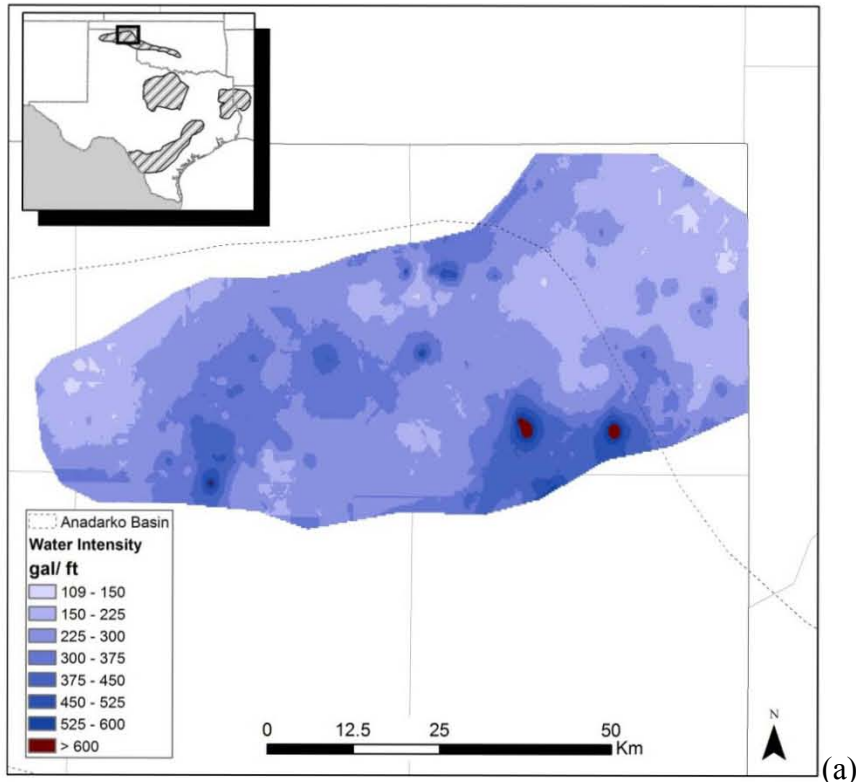 Anadarko Basin
Water Intensity
gal/ ft
109 - 150
150 - 225
225 - 300
300 - 375
375 - 450
450 - 525
525 - 600
> 600
0 12.5 25 50
Km
N
(a)